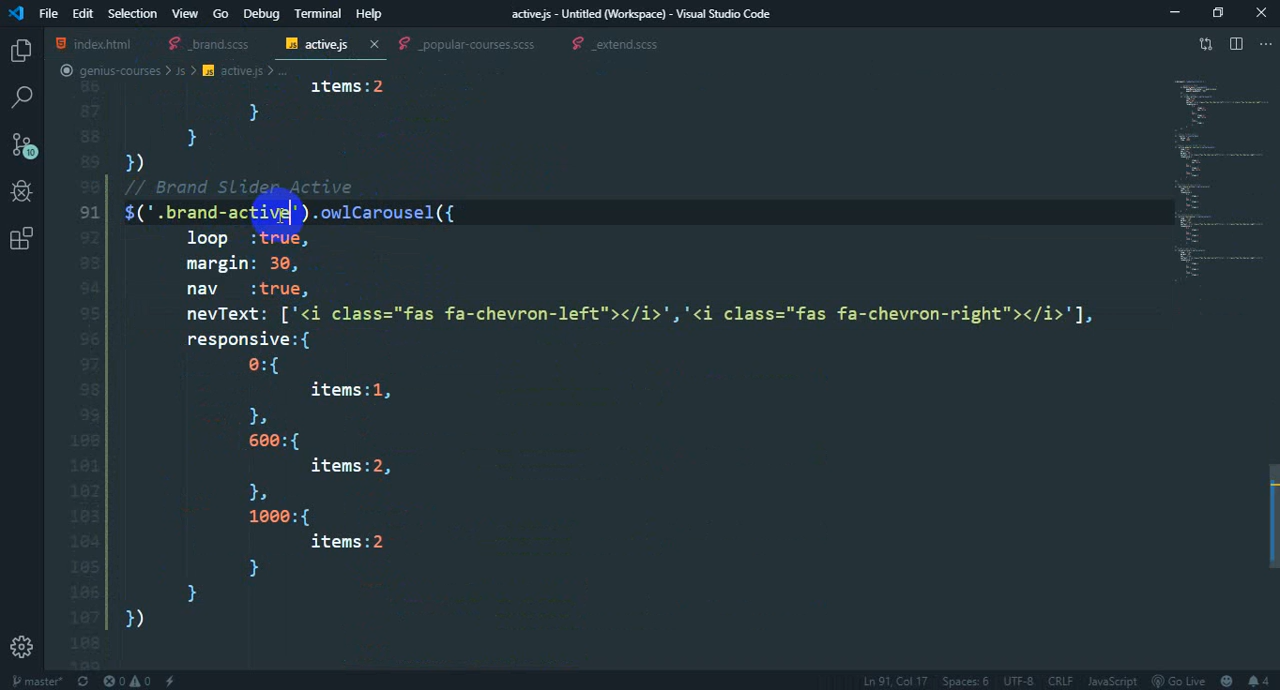 File Edit Selection View Go Debug Terminal Help active.js - Untitled (Workspace) - Visual Studio Code
index.html _brand.scss JS active.js _popular-courses.scss _extend.scss
genius-courses > Js > JS active.js > ...
86 items:2
87 }
88 }
89 })
90 // Brand Slider Active
91 $('.brand-active').owlCarousel({
92 loop :true,
93 margin: 30,
94 nav :true,
95 nevText: ['<i class="fas fa-chevron-left"></i>','<i class="fas fa-chevron-right"></i>'],
96 responsive:{
97 0:{
98 items:1,
99 },
100 600:{
101 items:2,
102 },
103 1000:{
104 items:2
105 }
106 }
107 })
108
10
master* 0 0 Ln 91, Col 17 Spaces: 6 UTF-8 CRLF JavaScript Go Live 4